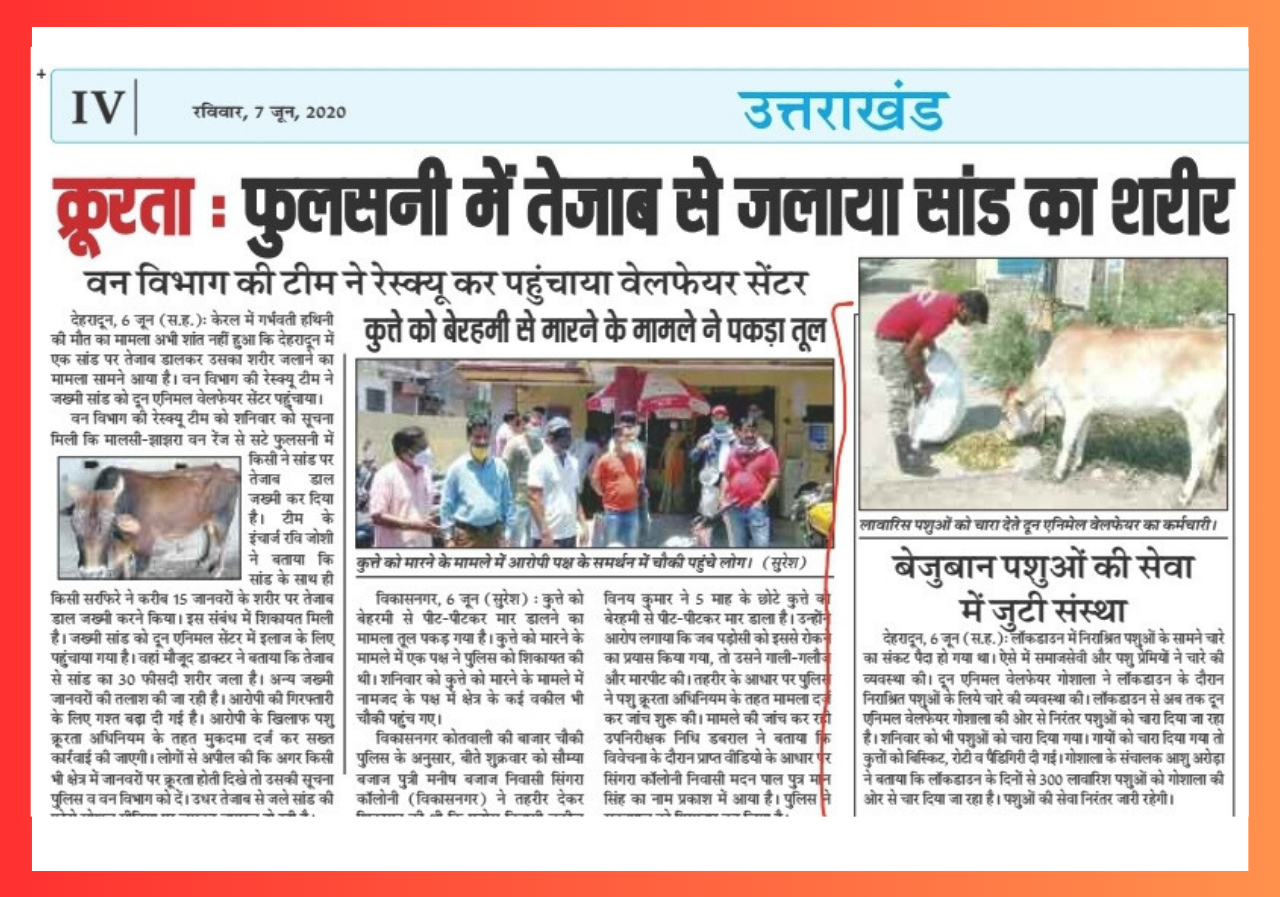 IV
रविवार, 7 जून, 2020
उत्तराखंड
क्रूरता : फुलसनी में तेजाब से जलाया सांड का शरीर
वन विभाग की टीम ने रेस्क्यू कर पहुंचाया वेलफेयर सेंटर
देहरादून, 6 जून (स.ह.)ः केरल में गर्भवती हथिनी
की मौत का मामला अभी शांत नहीं हुआ कि देहरादून में
एक सांड पर तेजाब डालकर उसका शरीर जलाने का
मामला सामने आया है। वन विभाग की रेस्क्यू टीम ने
जख्मी सांड को दून एनिमल वेलफेयर सेंटर पहुंचाया।
वन विभाग की रेस्क्यू टीम को शनिवार को सूचना
मिली कि मालसी-झाझरा वन रेंज से सटे फुलसनी में
किसी ने सांड पर
तेजाब डाल
जख्मी कर दिया
है। टीम के
इंचार्ज रवि जोशी
ने बताया कि
सांड के साथ ही
किसी सरफिरे ने करीब 15 जानवरों के शरीर पर तेजाब
डाल जख्मी करने किया। इस संबंध में शिकायत मिली
है। जख्मी सांड को दून एनिमल सेंटर में इलाज के लिए
पहुंचाया गया है। वहां मौजूद डाक्टर ने बताया कि तेजाब
से सांड का 30 फीसदी शरीर जला है। अन्य जख्मी
जानवरों की तलाश की जा रही है। आरोपी की गिरफ्तारी
के लिए गश्त बढ़ा दी गई है। आरोपी के खिलाफ पशु
क्रूरता अधिनियम के तहत मुकदमा दर्ज कर सख्त
कार्रवाई की जाएगी। लोगों से अपील की कि अगर किसी
भी क्षेत्र में जानवरों पर क्रूरता होती दिखे तो उसकी सूचना
पुलिस व वन विभाग को दें। उधर तेजाब से जले सांड की
कुत्ते को बेरहमी से मारने के मामले ने पकड़ा तूल
कुत्ते को मारने के मामले में आरोपी पक्ष के समर्थन में चौकी पहुंचे लोग। (सुरेश)
विकासनगर, 6 जून (सुरेश) : कुत्ते को
बेहरमी से पीट-पीटकर मार डालने का
मामला तूल पकड़ गया है। कुत्ते को मारने के
मामले में एक पक्ष ने पुलिस को शिकायत की
थी। शनिवार को कुत्ते को मारने के मामले में
नामजद के पक्ष में क्षेत्र के कई वकील भी
चौकी पहुंच गए।
विकासनगर कोतवाली की बाजार चौकी
पुलिस के अनुसार, बीते शुक्रवार को सौम्या
बजाज पुत्री मनीष बजाज निवासी सिंगरा
कॉलोनी (विकासनगर) ने तहरीर देकर
विनय कुमार ने 5 माह के छोटे कुत्ते को
बेरहमी से पीट-पीटकर मार डाला है। उन्होंने
आरोप लगाया कि जब पड़ोसी को इससे रोकने
का प्रयास किया गया, तो उसने गाली-गलौज
और मारपीट की। तहरीर के आधार पर पुलिस
ने पशु क्रूरता अधिनियम के तहत मामला दर्ज
कर जांच शुरू की। मामले की जांच कर रही
उपनिरीक्षक निधि डबराल ने बताया कि
विवेचना के दौरान प्राप्त वीडियो के आधार पर
सिंगरा कॉलोनी निवासी मदन पाल पुत्र मान
सिंह का नाम प्रकाश में आया है। पुलिस ने
लावारिस पशुओं को चारा देते दून एनिमेल वेलफेयर का कर्मचारी।
बेजुबान पशुओं की सेवा
में जुटी संस्था
देहरादून, 6 जून (स.ह.)ः लॉकडाउन में निराश्रित पशुओं के सामने चारे
का संकट पैदा हो गया था। ऐसे में समाजसेवी और पशु प्रेमियों ने चारे की
व्यवस्था की। दून एनिमल वेलफेयर गोशाला ने लॉकडाउन के दौरान
निराश्रित पशुओं के लिये चारे की व्यवस्था की। लॉकडाउन से अब तक दून
एनिमल वेलफेयर गोशाला की ओर से निरंतर पशुओं को चारा दिया जा रहा
है। शनिवार को भी पशुओं को चारा दिया गया। गायों को चारा दिया गया तो
कुत्तों को बिस्किट, रोटी व पैडिगिरी दी गई। गोशाला के संचालक आशु अरोड़ा
ने बताया कि लॉकडाउन के दिनों से 300 लावारिश पशुओं को गोशाला की
ओर से चार दिया जा रहा है। पशुओं की सेवा निरंतर जारी रहेगी।